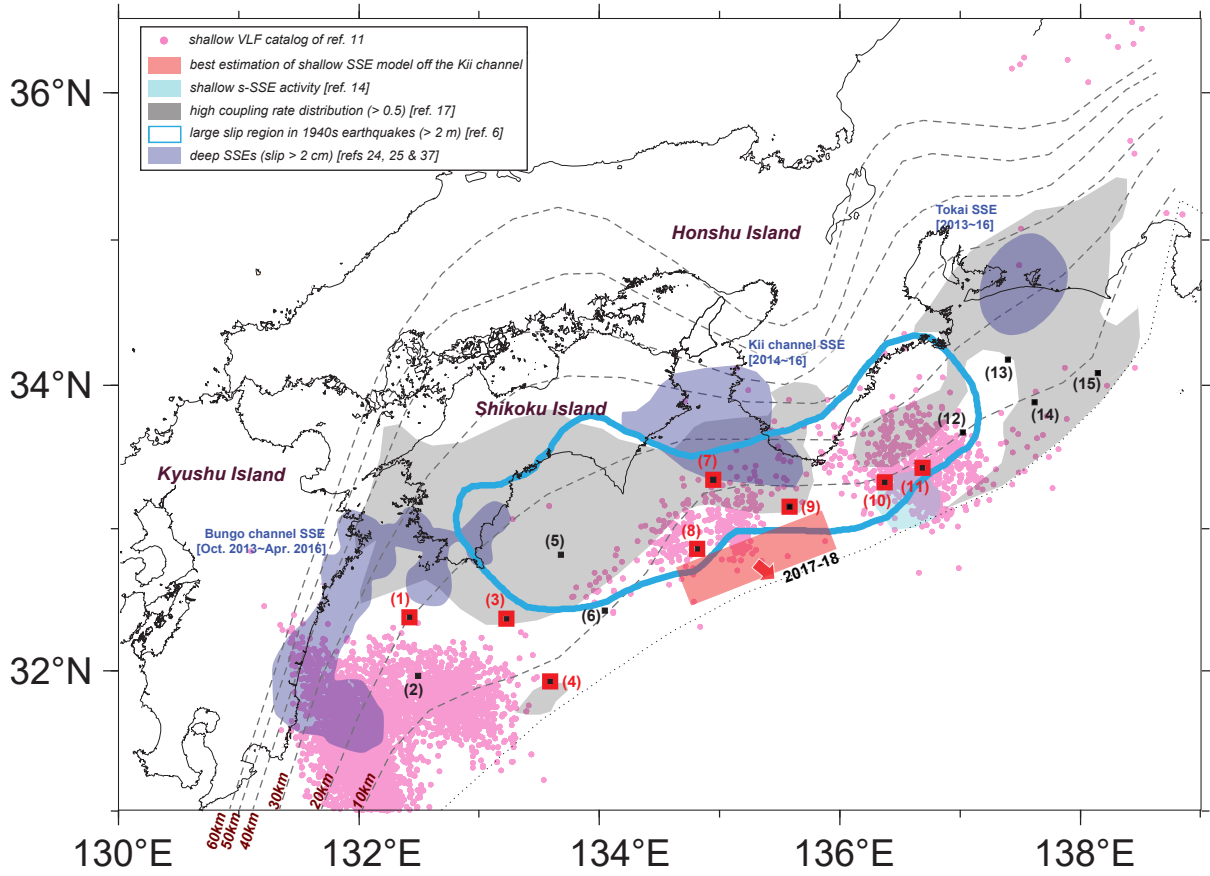 130°E
132°E
134°E
136°E
138°E
36°N
34°N
32°N
shallow VLF catalog of ref. 11
best estimation of shallow SSE model off the Kii channel
shallow s-SSE activity [ref. 14]
high coupling rate distribution (> 0.5) [ref. 17]
large slip region in 1940s earthquakes (> 2 m) [ref. 6]
deep SSEs (slip > 2 cm) [refs 24, 25 & 37]
Tokai SSE
[2013~16]
Honshu Island
Kii channel SSE
[2014~16]
Shikoku Island
Kyushu Island
Bungo channel SSE
[Oct. 2013~Apr. 2016]
(13)
(15)
(14)
(12)
(7)
(10)
(11)
(9)
(8)
(5)
2017-18
(1)
(3)
(6)
(2)
(4)
60km
50km
40km
30km
20km
10km
130°E
132°E
134°E
136°E
138°E